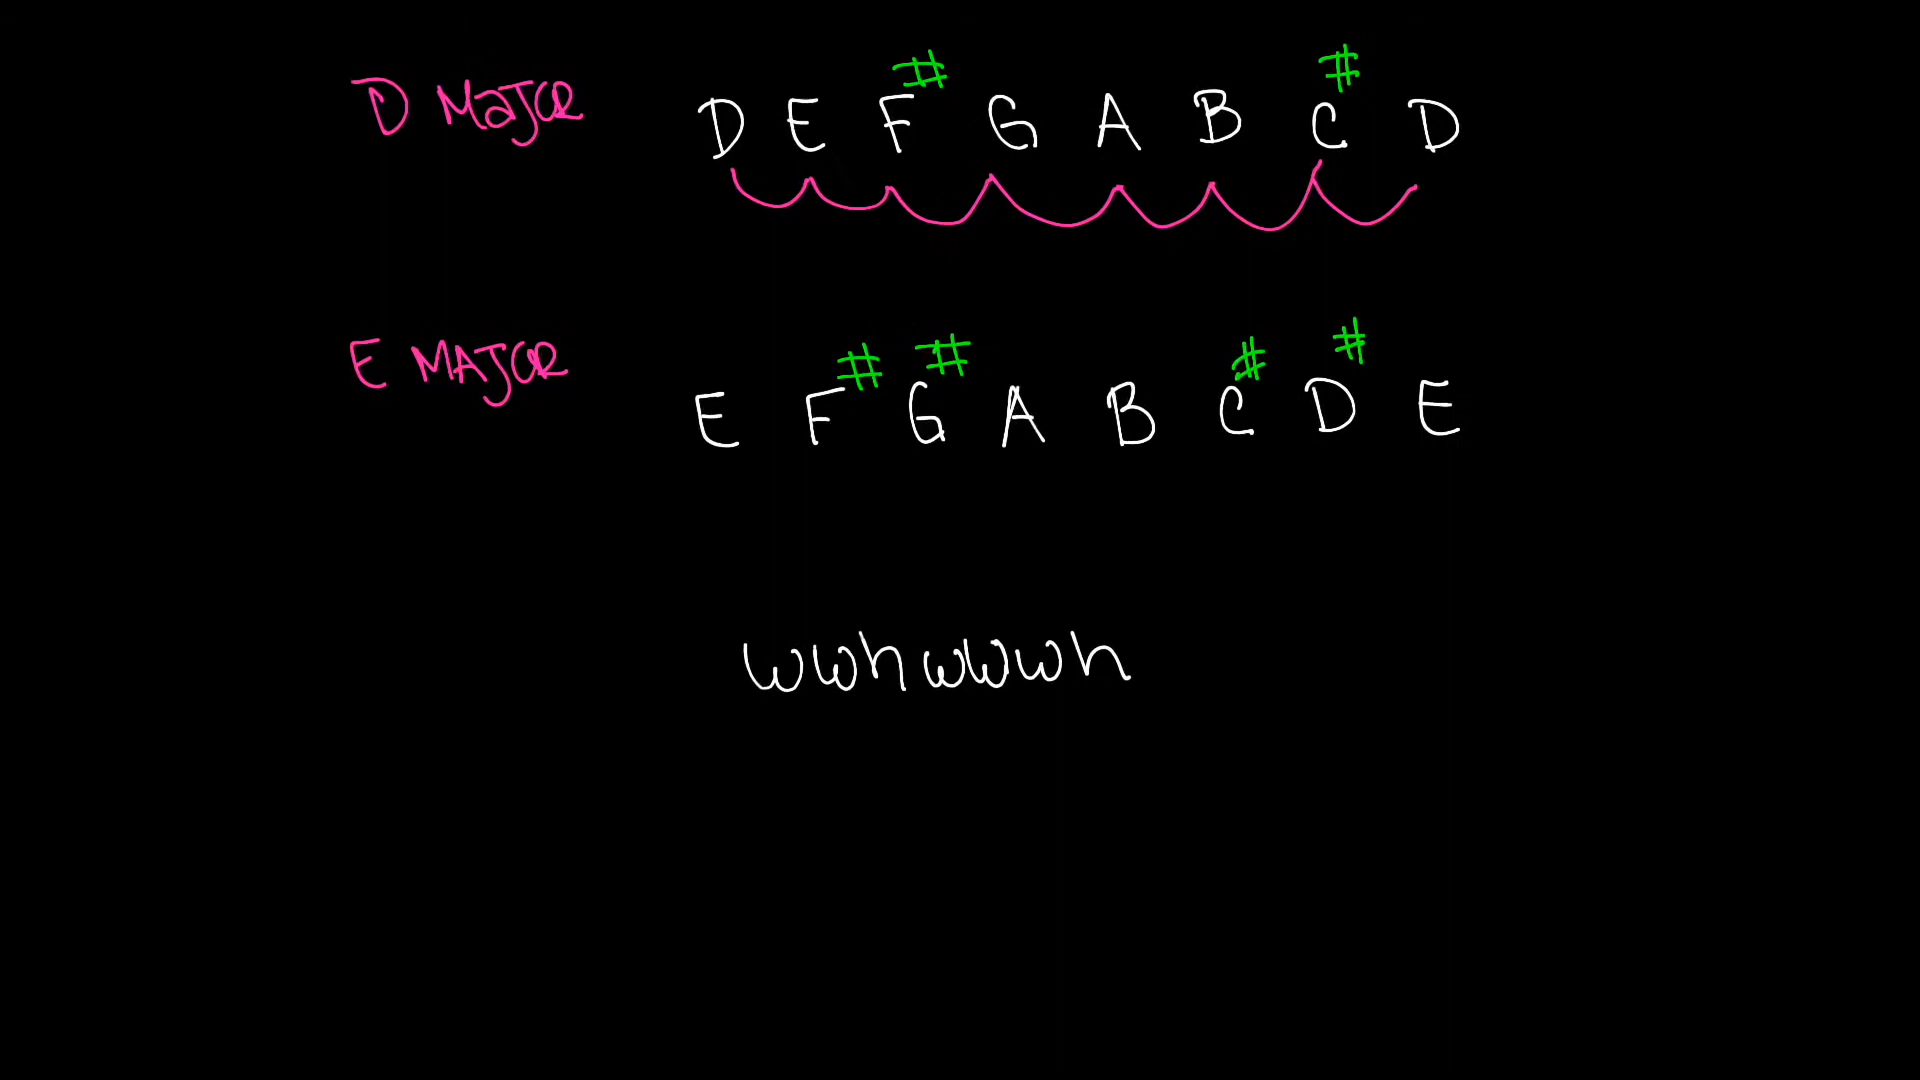 D MaJOR D E F# G A B C# D
E MAJOR E F# G# A B C# D# E
wwhwwwh